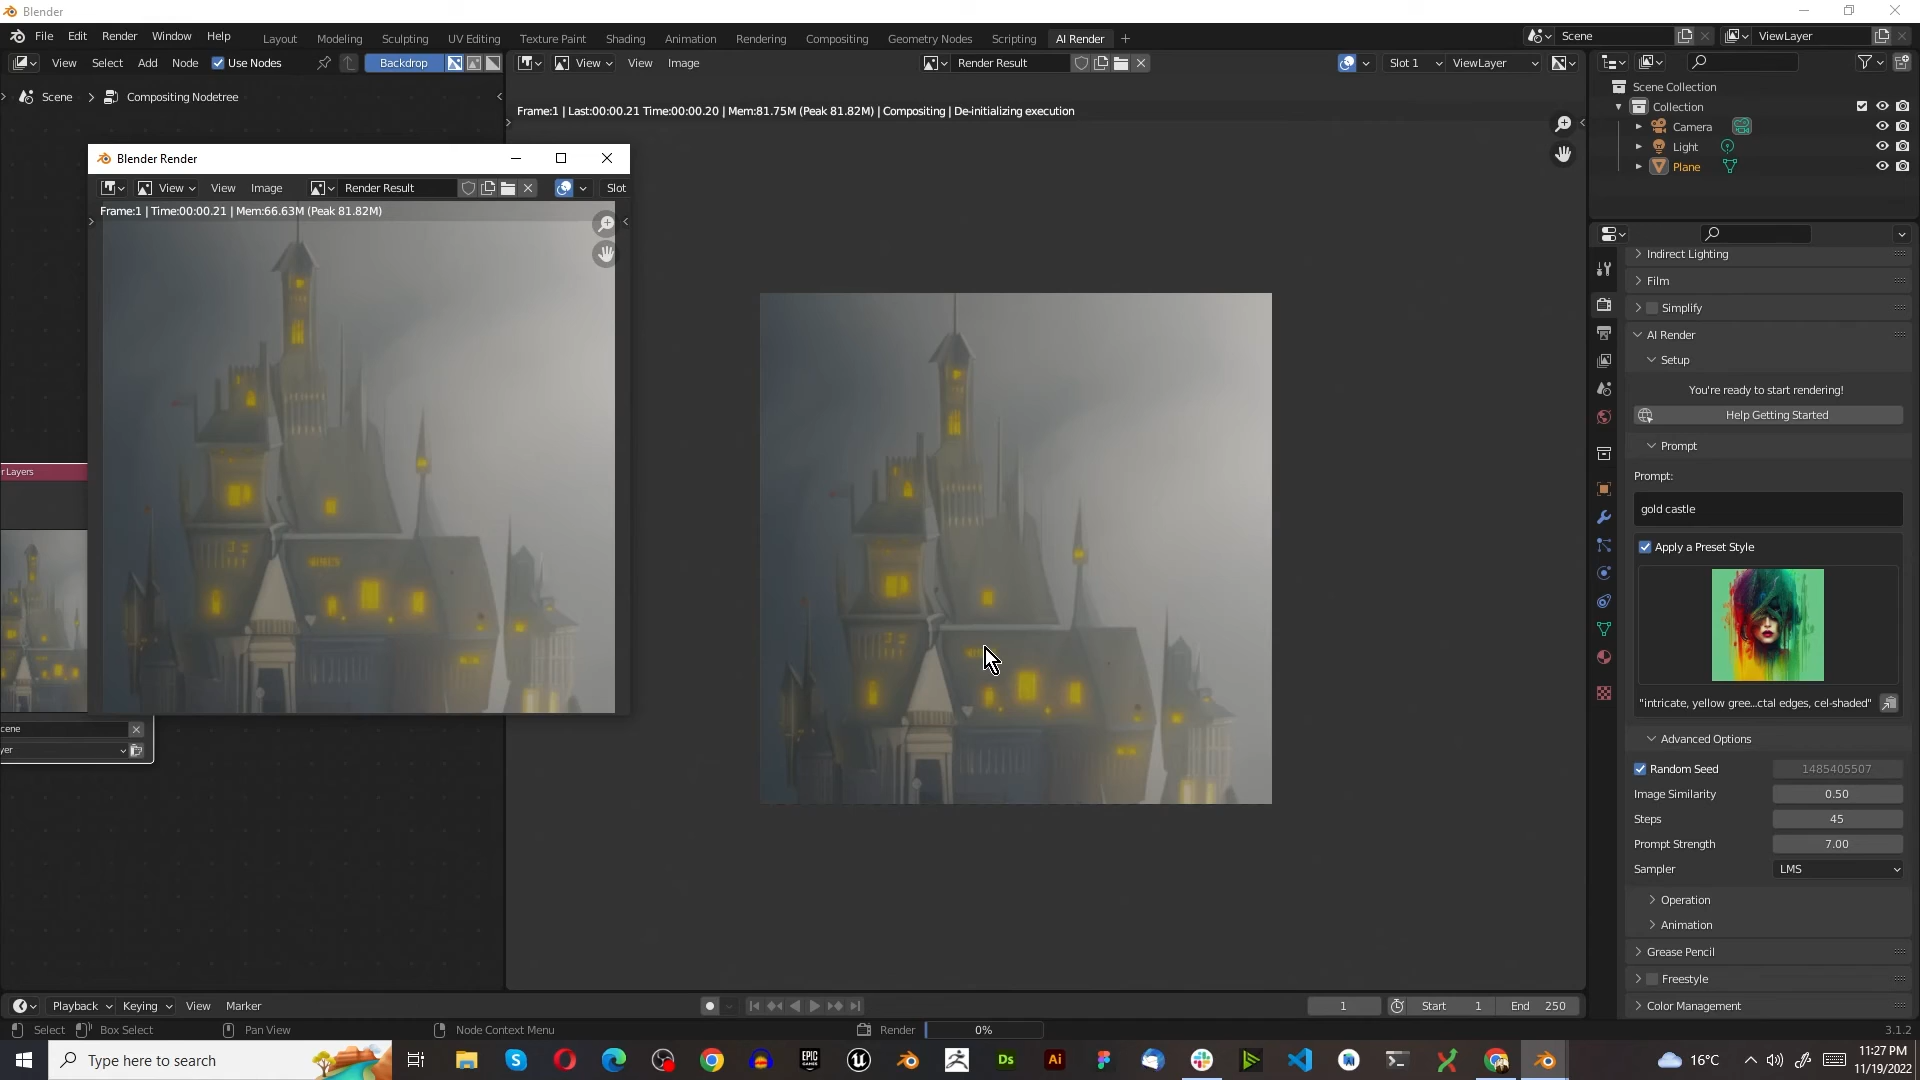 Blender
File Edit Render Window Help
Layout Modeling Sculpting UV Editing Texture Paint Shading Animation Rendering Compositing Geometry Nodes Scripting AI Render
Scene
ViewLayer
View Select Add Node Use Nodes
Backdrop
View View Image
Render Result
Slot 1 ViewLayer
Scene Compositing Nodetree
Frame:1 | Last:00:00.21 Time:00:00.20 | Mem:81.75M (Peak 81.82M) | Compositing | De-initializing execution
Scene Collection
Collection
Camera
Light
Plane
Blender Render
View View Image Render Result Slot
Frame:1 | Time:00:00.21 | Mem:66.63M (Peak 81.82M)
r Layers
cene
yer
Indirect Lighting
Film
Simplify
AI Render
Setup
You're ready to start rendering!
Help Getting Started
Prompt
Prompt:
gold castle
Apply a Preset Style
"intricate, yellow gree...ctal edges, cel-shaded"
Advanced Options
Random Seed 1485405507
Image Similarity 0.50
Steps 45
Prompt Strength 7.00
Sampler LMS
Operation
Animation
Grease Pencil
Freestyle
Color Management
Playback Keying View Marker
1 Start 1 End 250
Select Box Select Pan View Node Context Menu Render 0% 3.1.2
Type here to search
EPIC GAMES
Ds
Ai
16°C
11:27 PM
11/19/2022